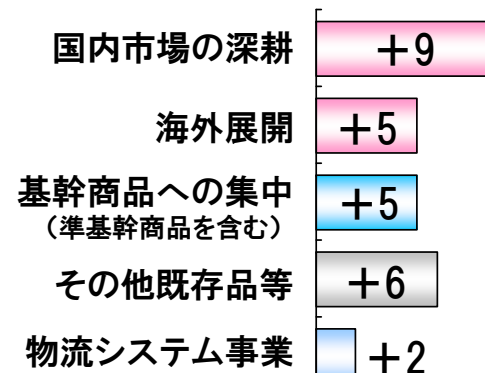 国内市場の深耕
＋9
海外展開
＋5
基幹商品への集中
（準基幹商品を含む）
＋5
その他既存品等
＋6
物流システム事業
＋2